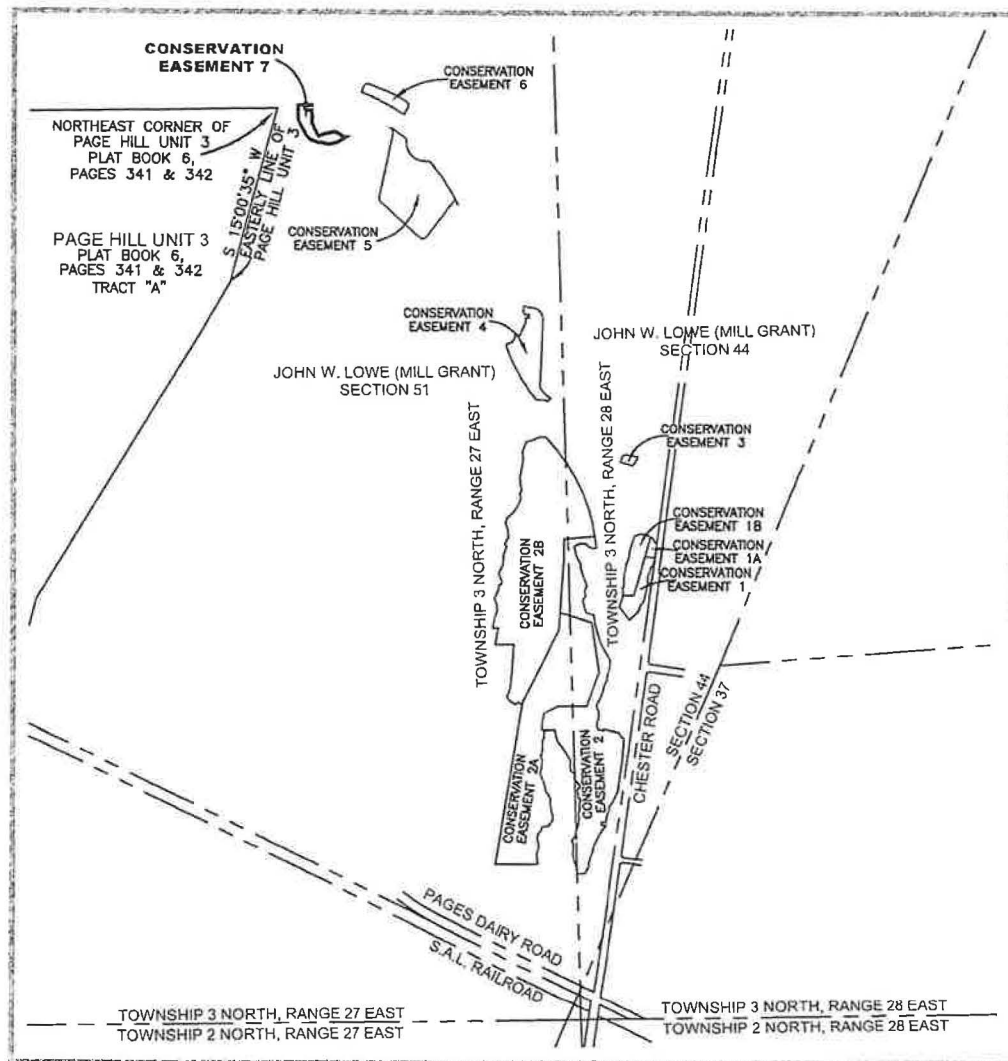 CONSERVATION
EASEMENT 7
CONSERVATION
EASEMENT 6
NORTHEAST CORNER OF
PAGE HILL UNIT 3
PLAT BOOK 6,
PAGES 341 & 342
S 15°00'35" W
EASTERLY LINE OF
PAGE HILL UNIT 3
PAGE HILL UNIT 3
PLAT BOOK 6,
PAGES 341 & 342
TRACT "A"
CONSERVATION
EASEMENT 5
CONSERVATION
EASEMENT 4
JOHN W. LOWE (MILL GRANT)
SECTION 51
JOHN W. LOWE (MILL GRANT)
SECTION 44
TOWNSHIP 3 NORTH, RANGE 27 EAST
TOWNSHIP 3 NORTH, RANGE 28 EAST
CONSERVATION
EASEMENT 3
CONSERVATION
EASEMENT 1B
CONSERVATION
EASEMENT 1A
CONSERVATION
EASEMENT 1
CONSERVATION
EASEMENT 2B
CONSERVATION
EASEMENT 2A
CONSERVATION
EASEMENT 2
CHESTER ROAD
SECTION 44
SECTION 37
PAGES DAIRY ROAD
S.A.L. RAILROAD
TOWNSHIP 3 NORTH, RANGE 27 EAST
TOWNSHIP 2 NORTH, RANGE 27 EAST
TOWNSHIP 3 NORTH, RANGE 28 EAST
TOWNSHIP 2 NORTH, RANGE 28 EAST